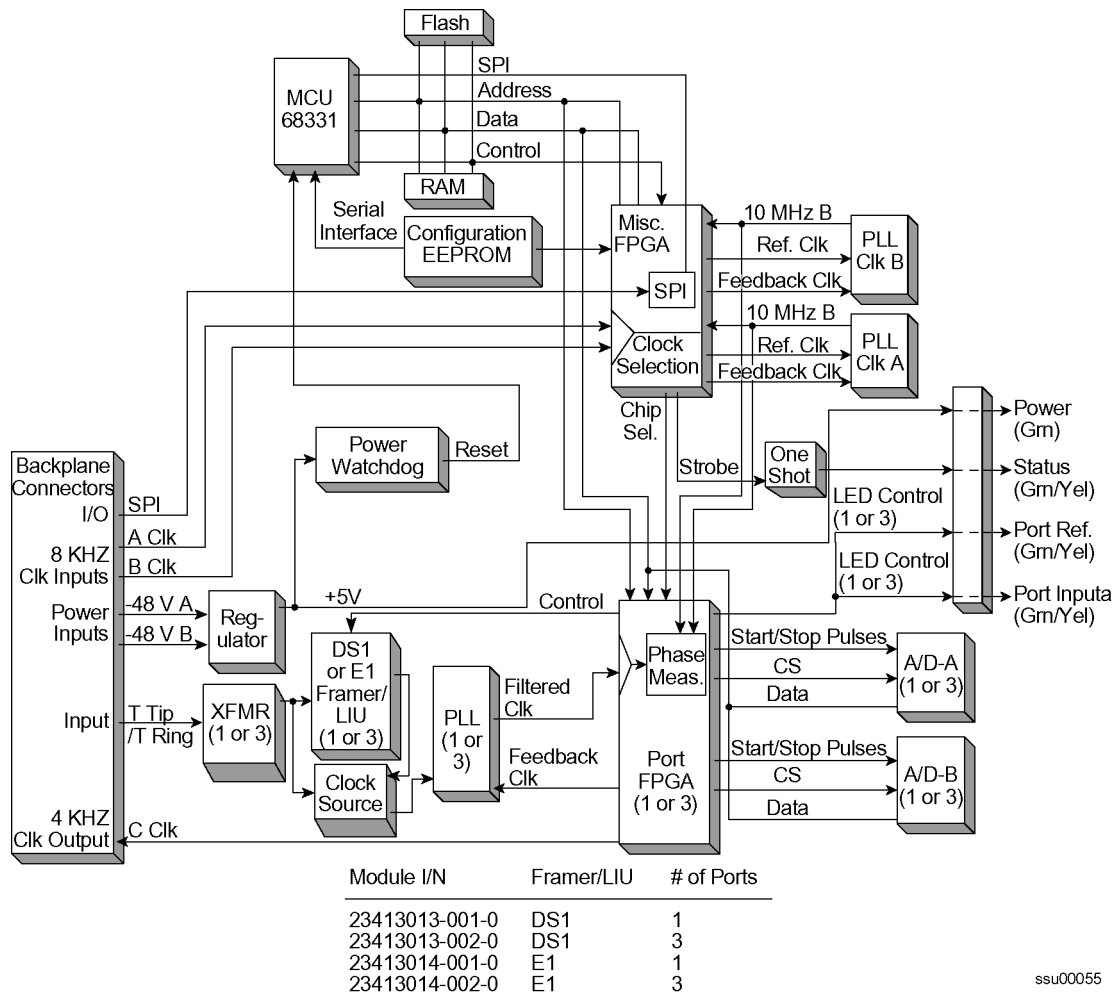 Flash
SPI
MCU
68331
Address
Data
Control
RAM
Serial
Interface
Configuration
EEPROM
Misc.
FPGA
SPI
Clock
Selection
10 MHz B
Ref. Clk
Feedback Clk
PLL
Clk B
10 MHz B
Ref. Clk
Feedback Clk
PLL
Clk A
Chip
Sel.
Strobe
One
Shot
Power
Watchdog
Reset
LED Control
(1 or 3)
LED Control
(1 or 3)
Power
(Grn)
Status
(Grn/Yel)
Port Ref.
(Grn/Yel)
Port Inputa
(Grn/Yel)
Backplane
Connectors
I/O
SPI
8 KHZ
Clk Inputs
A Clk
B Clk
Power
Inputs
-48 V A
-48 V B
Reg-
ulator
+5V
Control
Input
T Tip
/T Ring
XFMR
(1 or 3)
DS1
or E1
Framer/
LIU
(1 or 3)
Clock
Source
PLL
(1 or
3)
Filtered
Clk
Feedback
Clk
Phase
Meas.
Port
FPGA
(1 or 3)
Start/Stop Pulses
CS
Data
A/D-A
(1 or 3)
Start/Stop Pulses
CS
Data
A/D-B
(1 or 3)
4 KHZ
Clk Output
C Clk
Module I/N Framer/LIU # of Ports
23413013-001-0 DS1 1
23413013-002-0 DS1 3
23413014-001-0 E1 1
23413014-002-0 E1 3
ssu00055